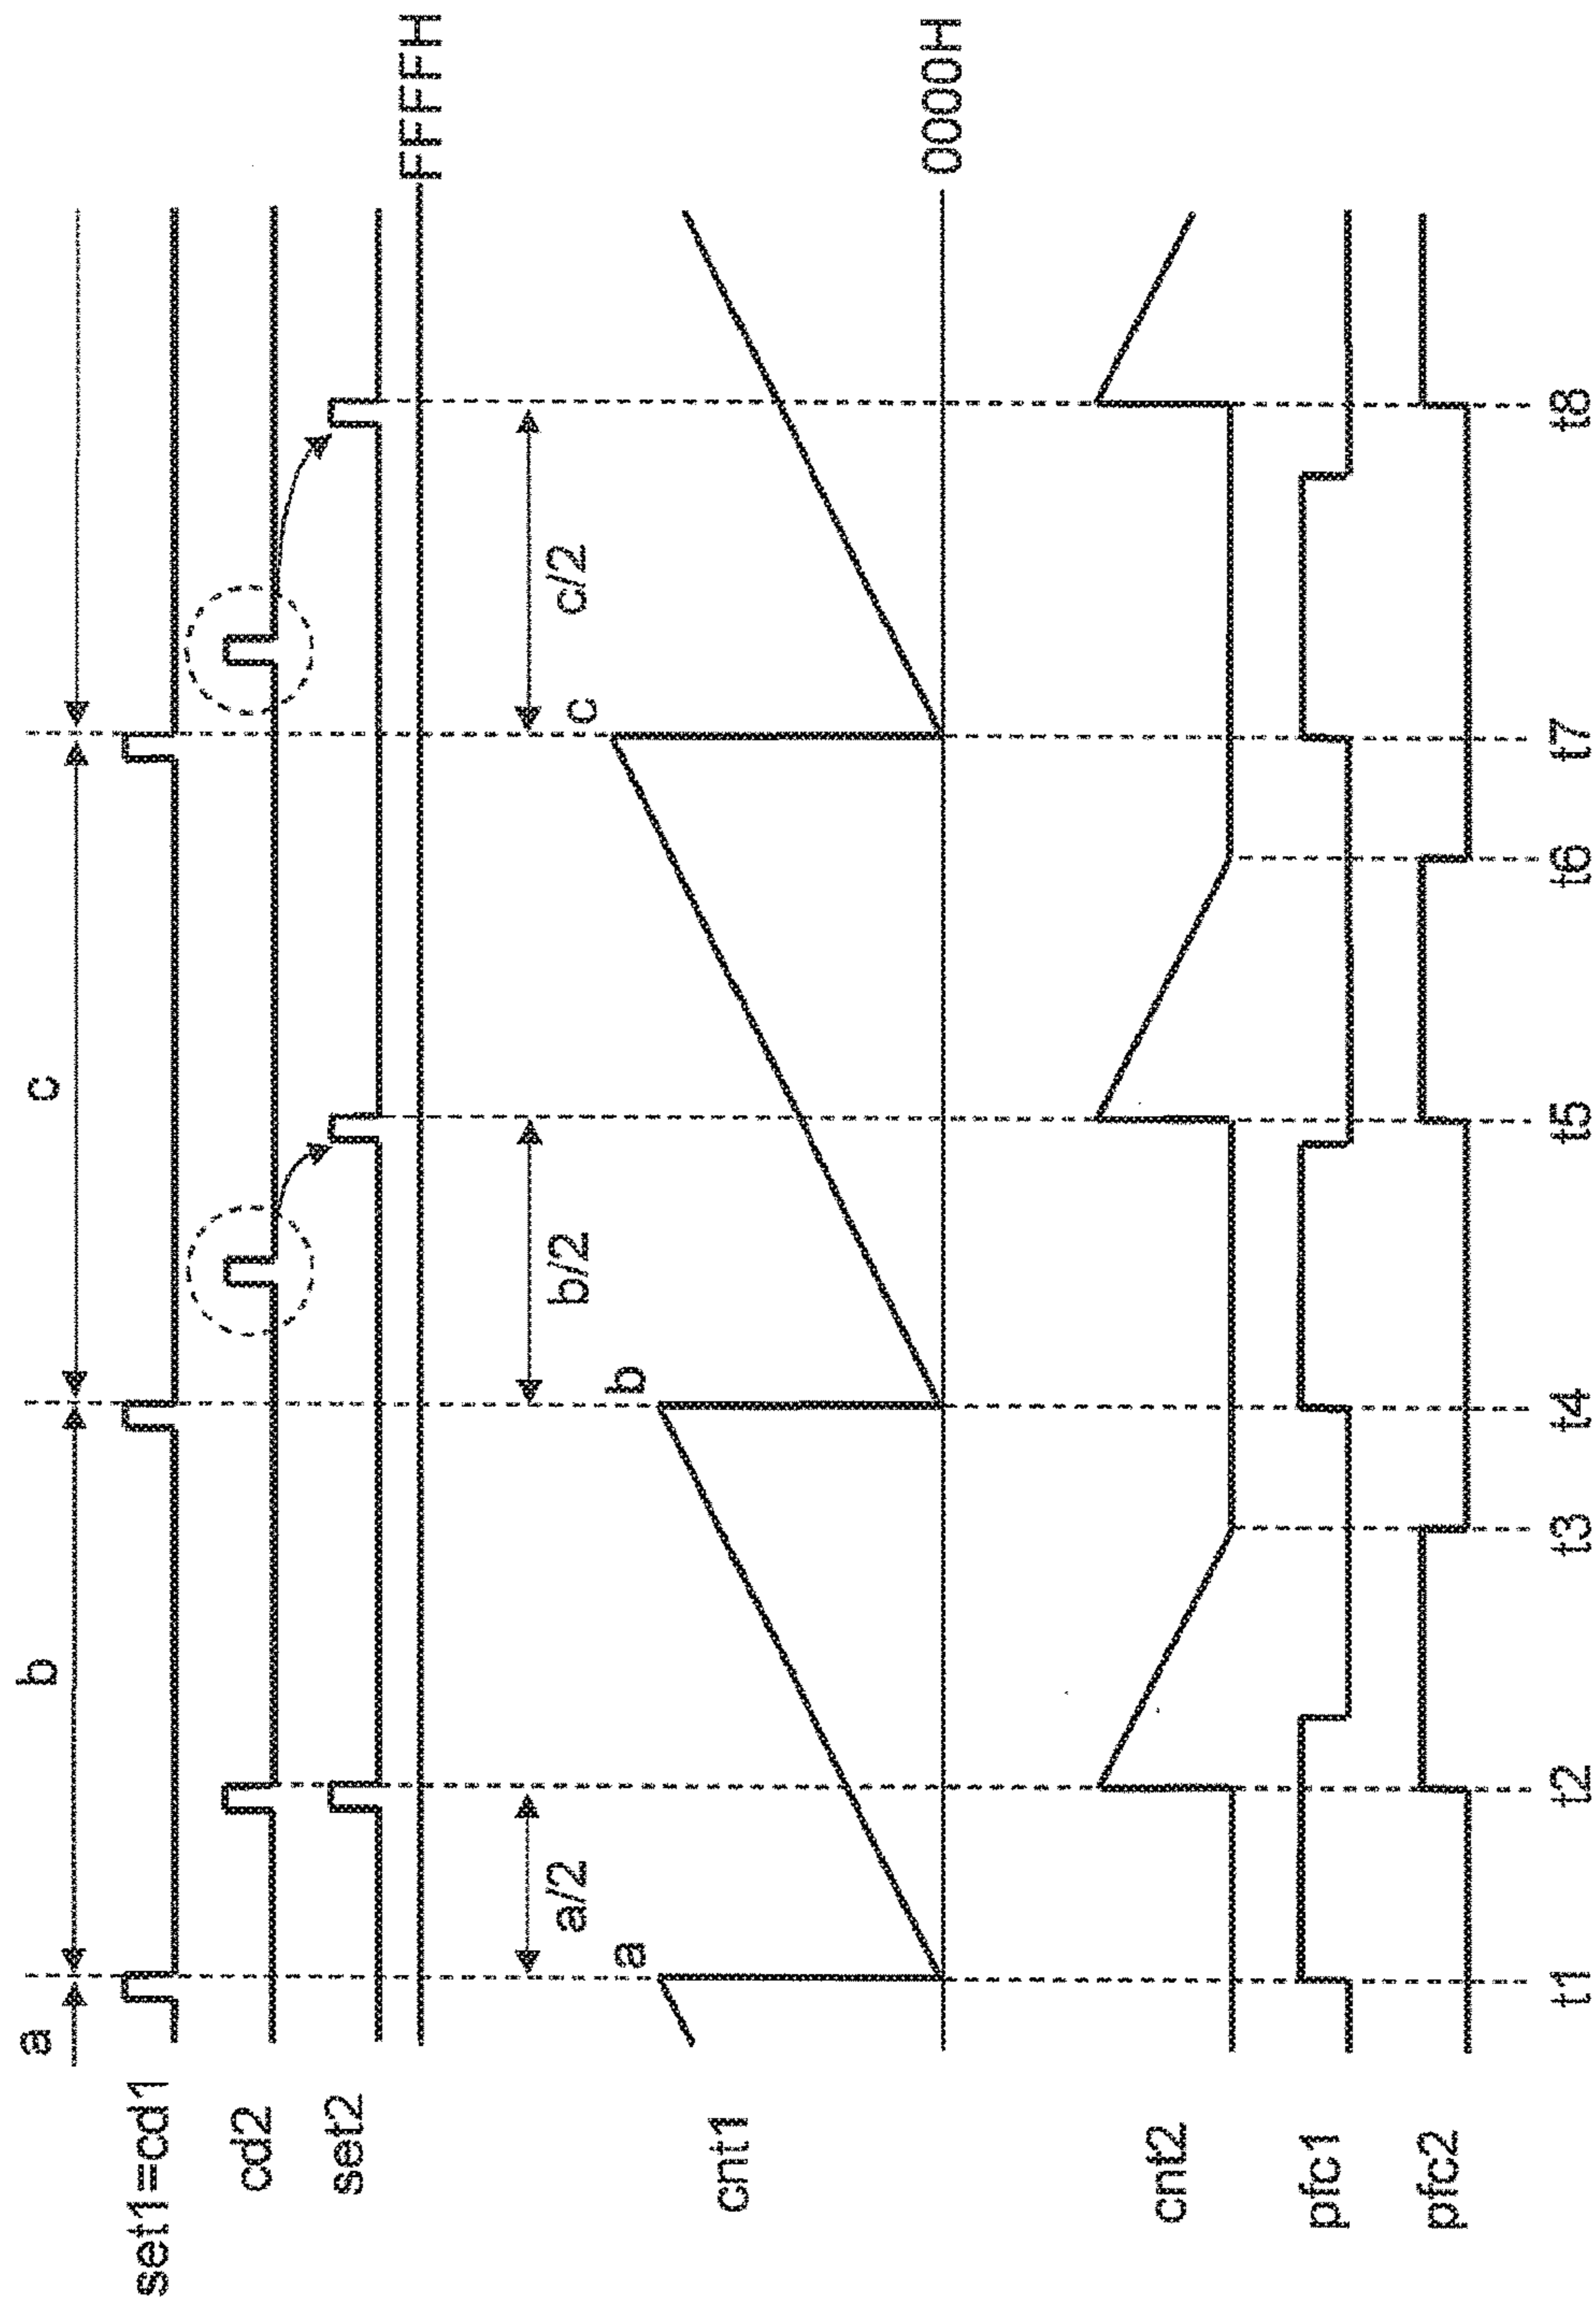 a
b
c
set1=cd1
cd2
set2
FFFFH
a/2
b/2
c/2
a
b
c
cnt1
0000H
cnt2
pfc1
pfc2
t1
t2
t3
t4
t5
t6
t7
t8